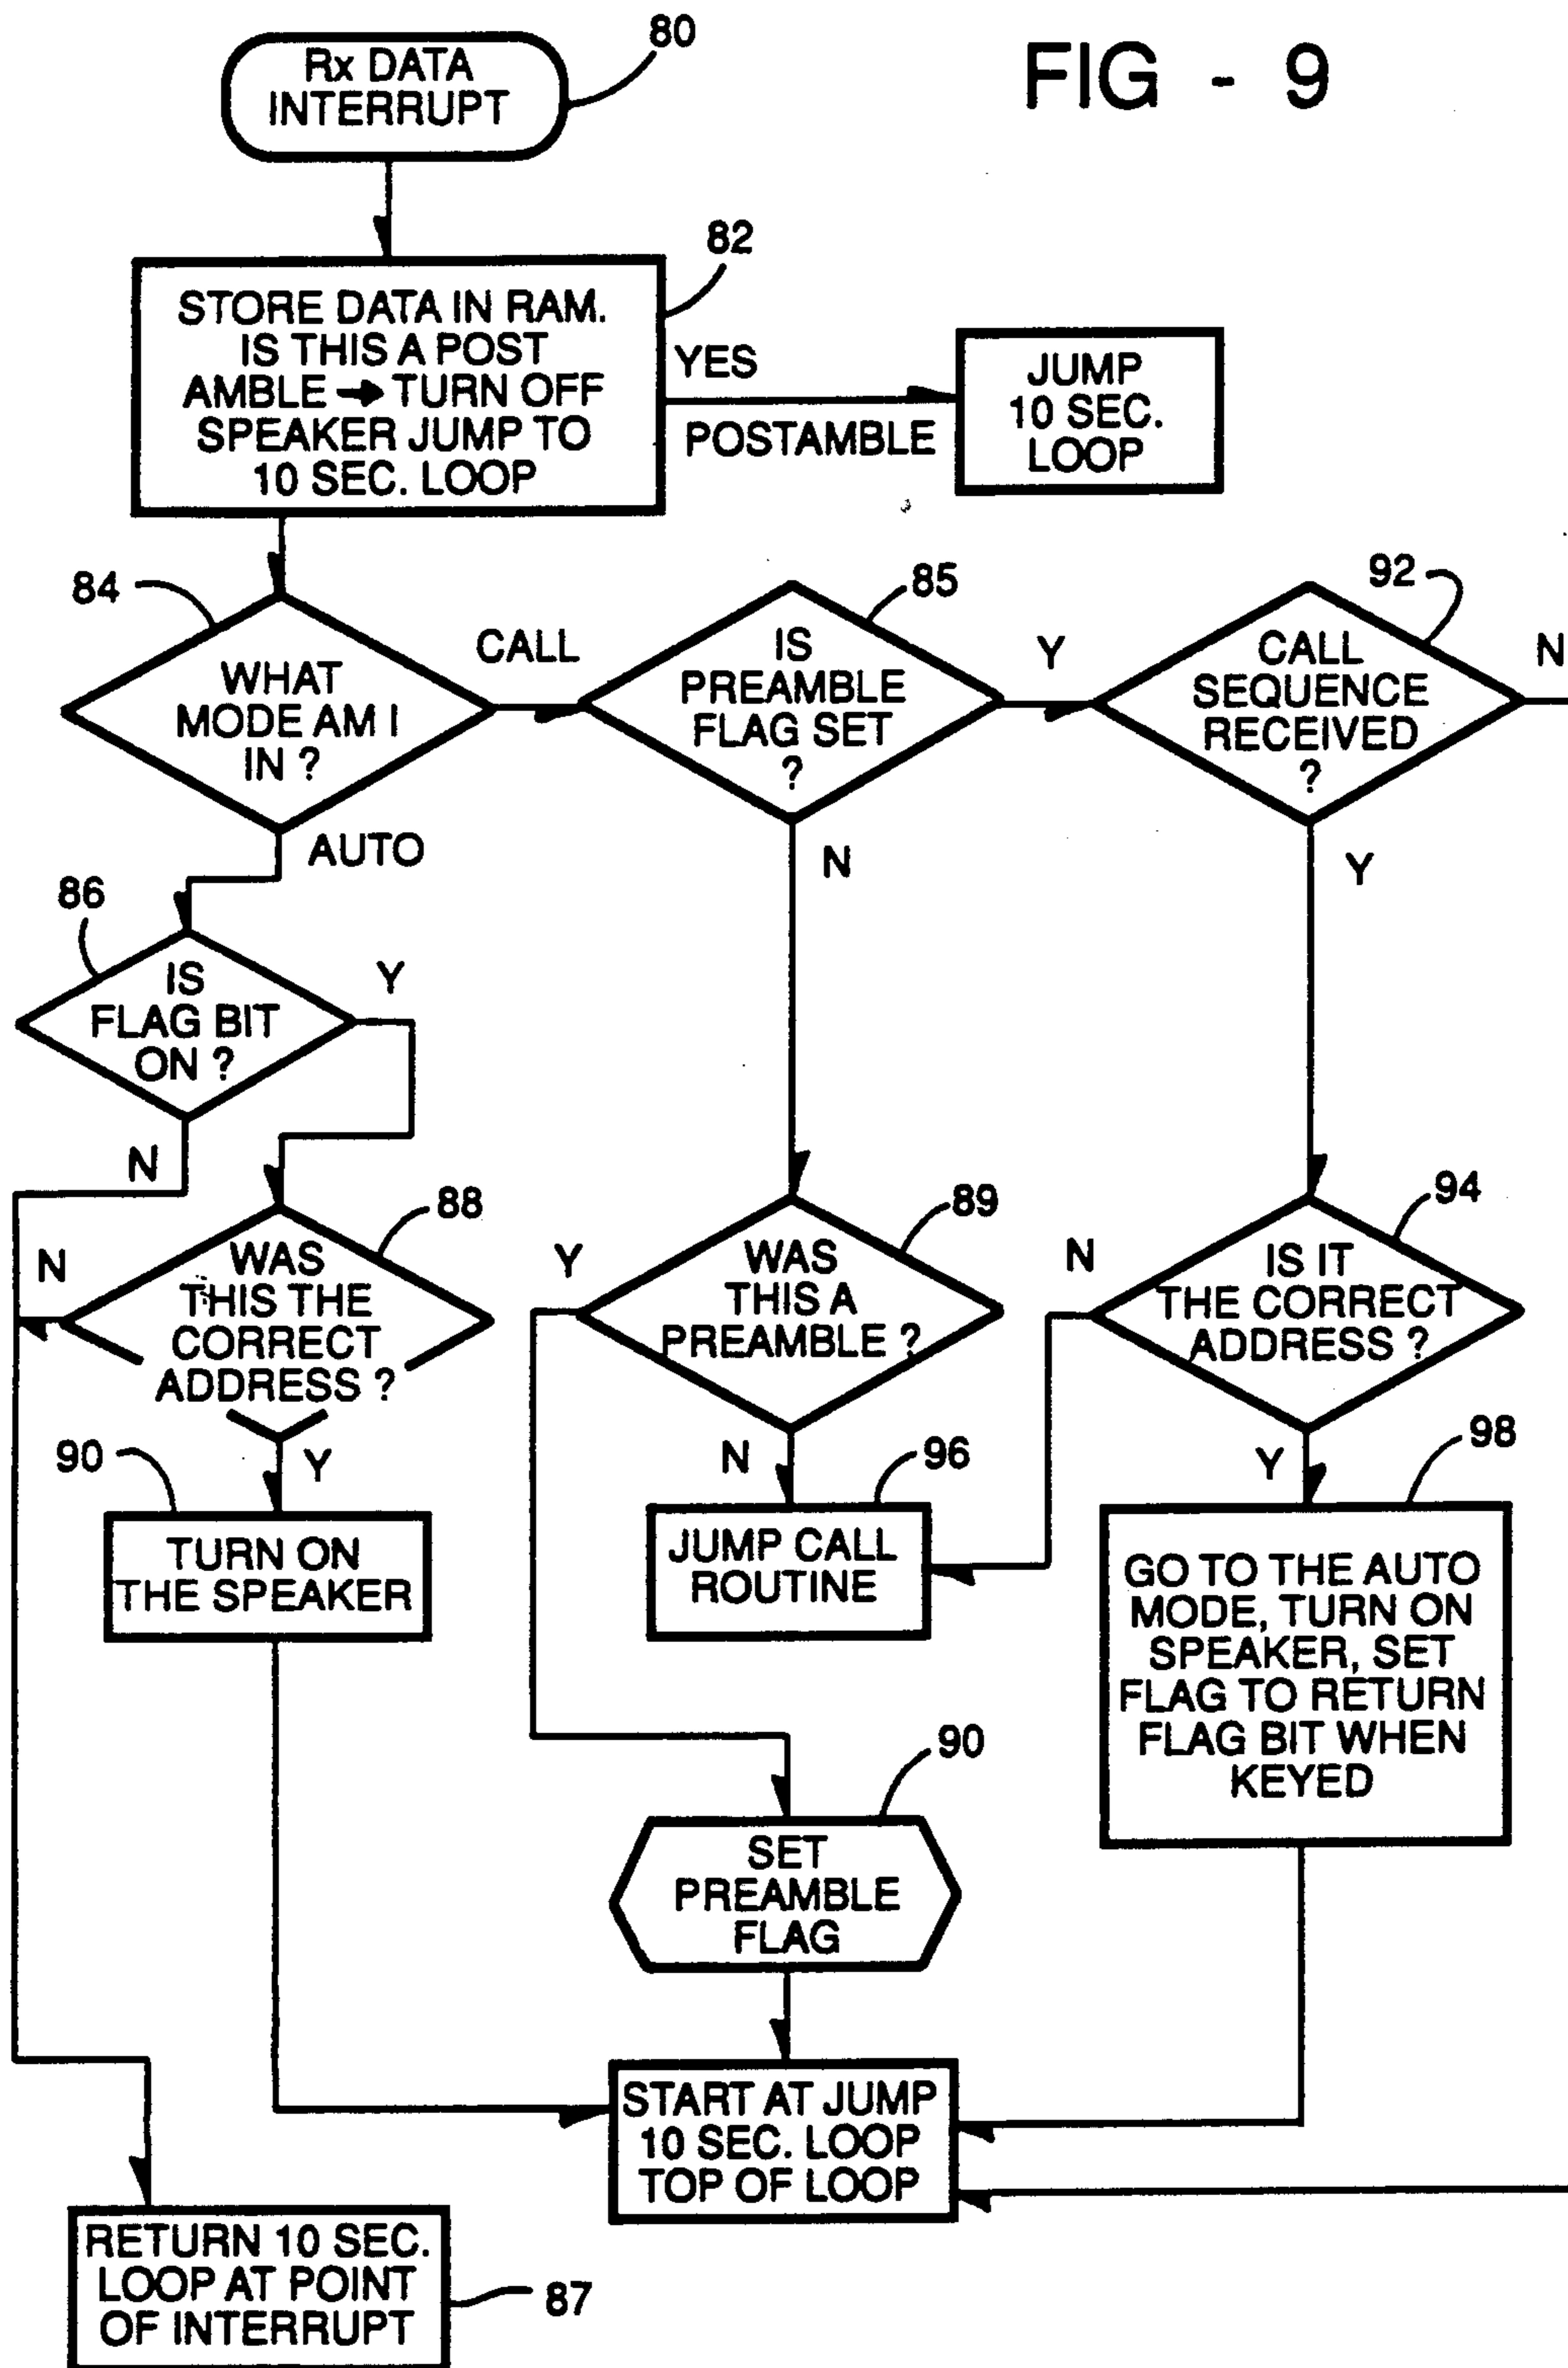 FIG - 9
80
Rx DATA
INTERRUPT
82
STORE DATA IN RAM.
IS THIS A POST
AMBLE → TURN OFF
SPEAKER JUMP TO
10 SEC. LOOP
YES
POSTAMBLE
JUMP
10 SEC.
LOOP
84
WHAT
MODE AM I
IN ?
CALL
85
IS
PREAMBLE
FLAG SET
?
Y
92
CALL
SEQUENCE
RECEIVED
?
N
AUTO
N
Y
86
IS
FLAG BIT
ON ?
Y
N
88
WAS
THIS THE
CORRECT
ADDRESS ?
N
Y
89
WAS
THIS A
PREAMBLE ?
Y
N
94
IS IT
THE CORRECT
ADDRESS ?
N
Y
90
TURN ON
THE SPEAKER
96
JUMP CALL
ROUTINE
98
GO TO THE AUTO
MODE, TURN ON
SPEAKER, SET
FLAG TO RETURN
FLAG BIT WHEN
KEYED
90
SET
PREAMBLE
FLAG
START AT JUMP
10 SEC. LOOP
TOP OF LOOP
RETURN 10 SEC.
LOOP AT POINT
OF INTERRUPT
87